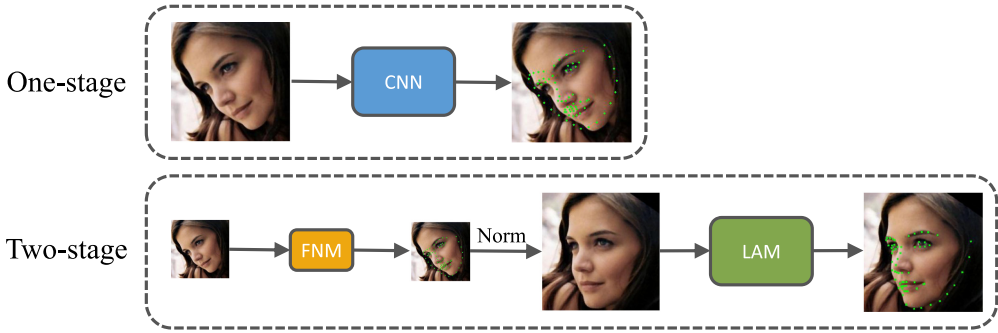 One-stage
CNN
Two-stage
FNM
Norm
LAM